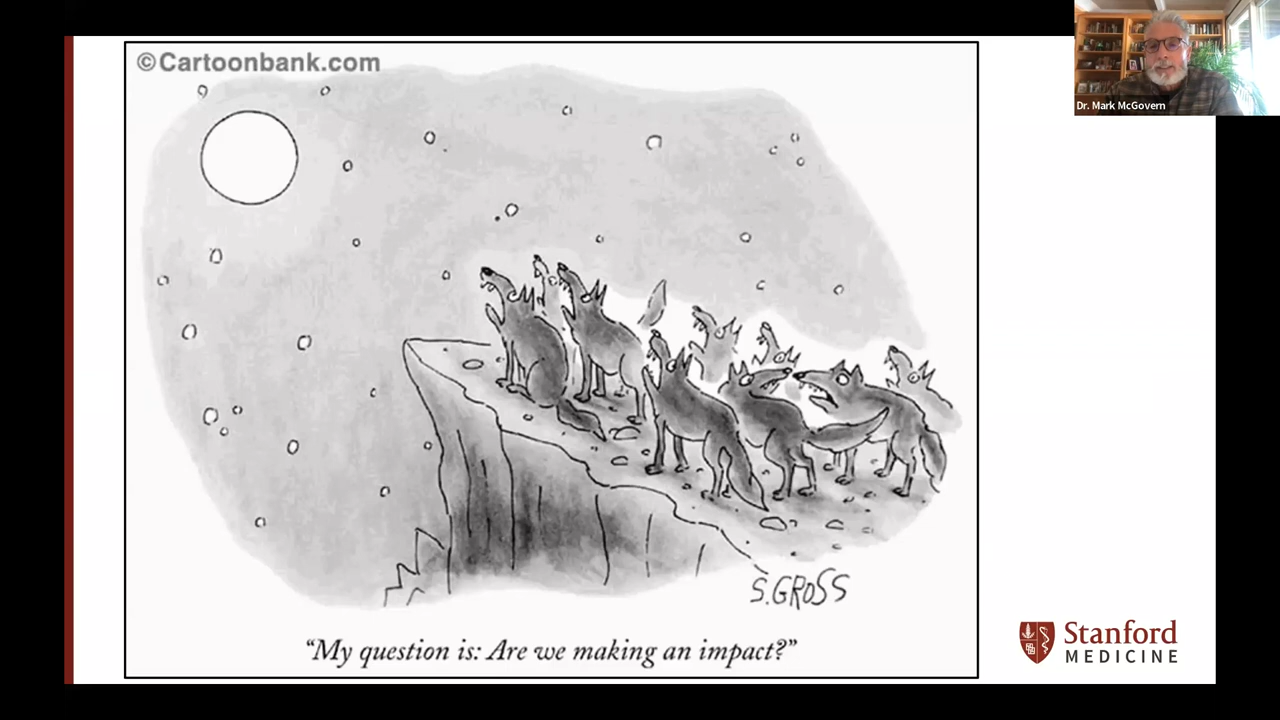 ©Cartoonbank.com
Dr. Mark McGovern
S.GROSS
“My question is: Are we making an impact?”
Stanford
MEDICINE